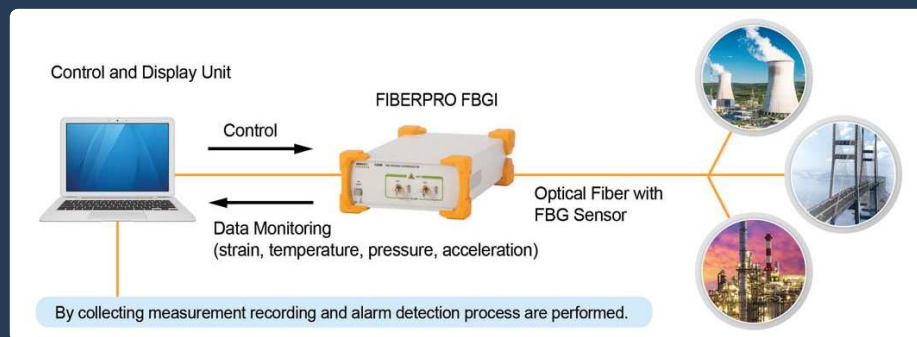 Control and Display Unit
FIBERPRO FBGI
Control
Data Monitoring
(strain, temperature, pressure, acceleration)
Optical Fiber with
FBG Sensor
By collecting measurement recording and alarm detection process are performed.